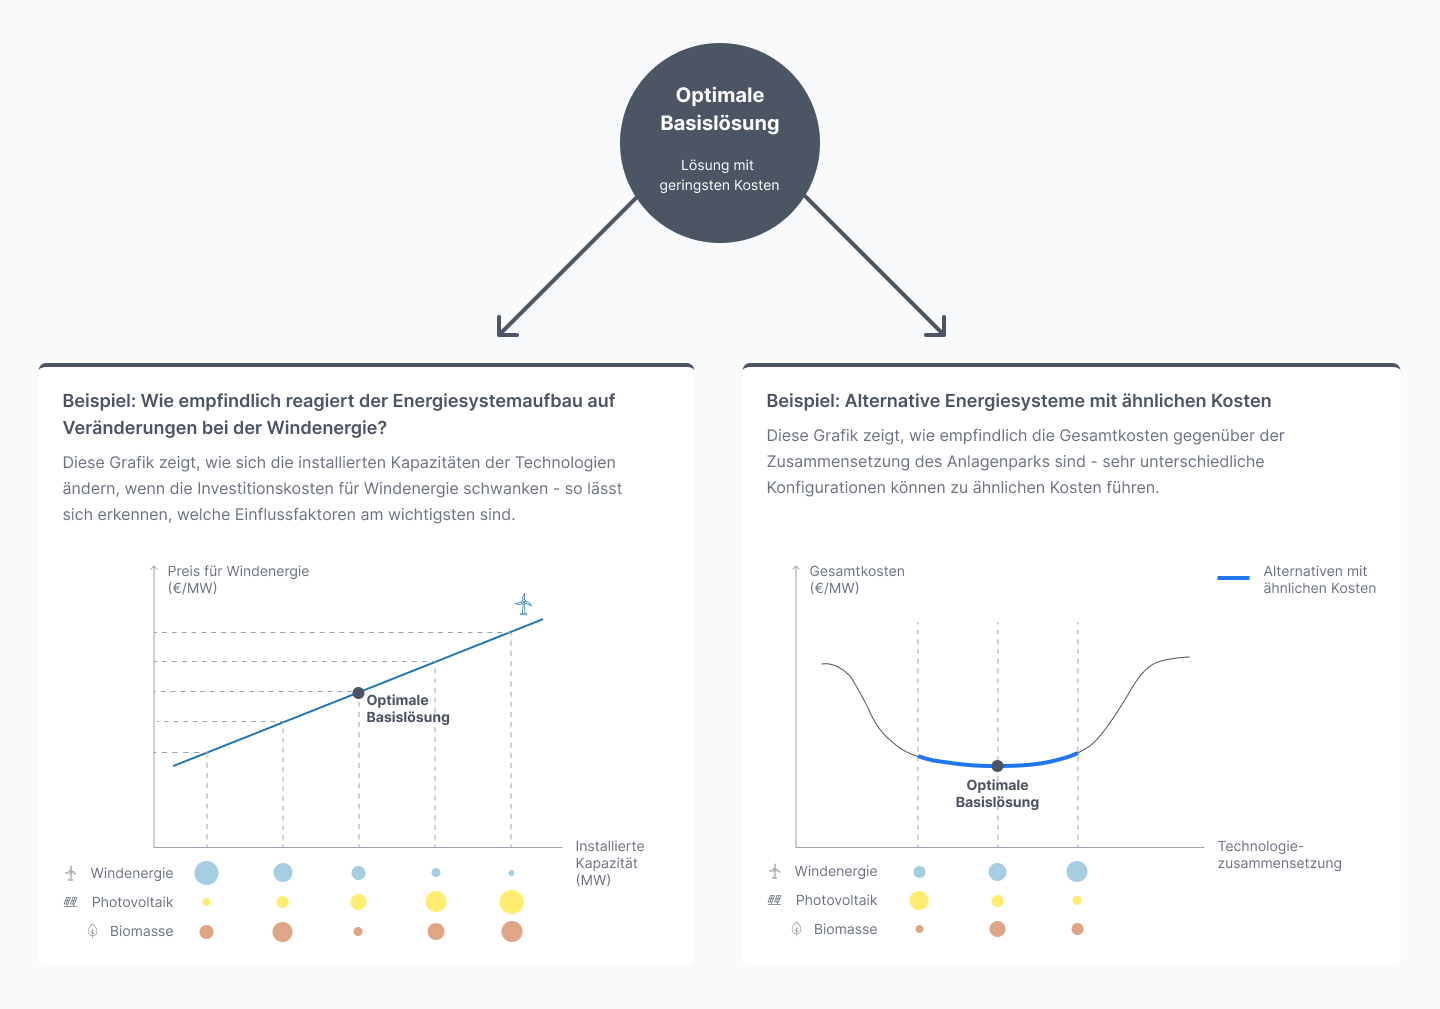 Optimale
Basislösung
Lösung mit
geringsten Kosten
Beispiel: Wie empfindlich reagiert der Energiesystemaufbau auf
Veränderungen bei der Windenergie?
Diese Grafik zeigt, wie sich die installierten Kapazitäten der Technologien
ändern, wenn die Investitionskosten für Windenergie schwanken - so lässt
sich erkennen, welche Einflussfaktoren am wichtigsten sind.
Preis für Windenergie
(€/MW)
Optimale
Basislösung
Installierte
Kapazität
(MW)
Windenergie
Photovoltaik
Biomasse
Beispiel: Alternative Energiesysteme mit ähnlichen Kosten
Diese Grafik zeigt, wie empfindlich die Gesamtkosten gegenüber der
Zusammensetzung des Anlagenparks sind - sehr unterschiedliche
Konfigurationen können zu ähnlichen Kosten führen.
Gesamtkosten
(€/MW)
Alternativen mit
ähnlichen Kosten
Optimale
Basislösung
Technologie-
zusammensetzung
Windenergie
Photovoltaik
Biomasse